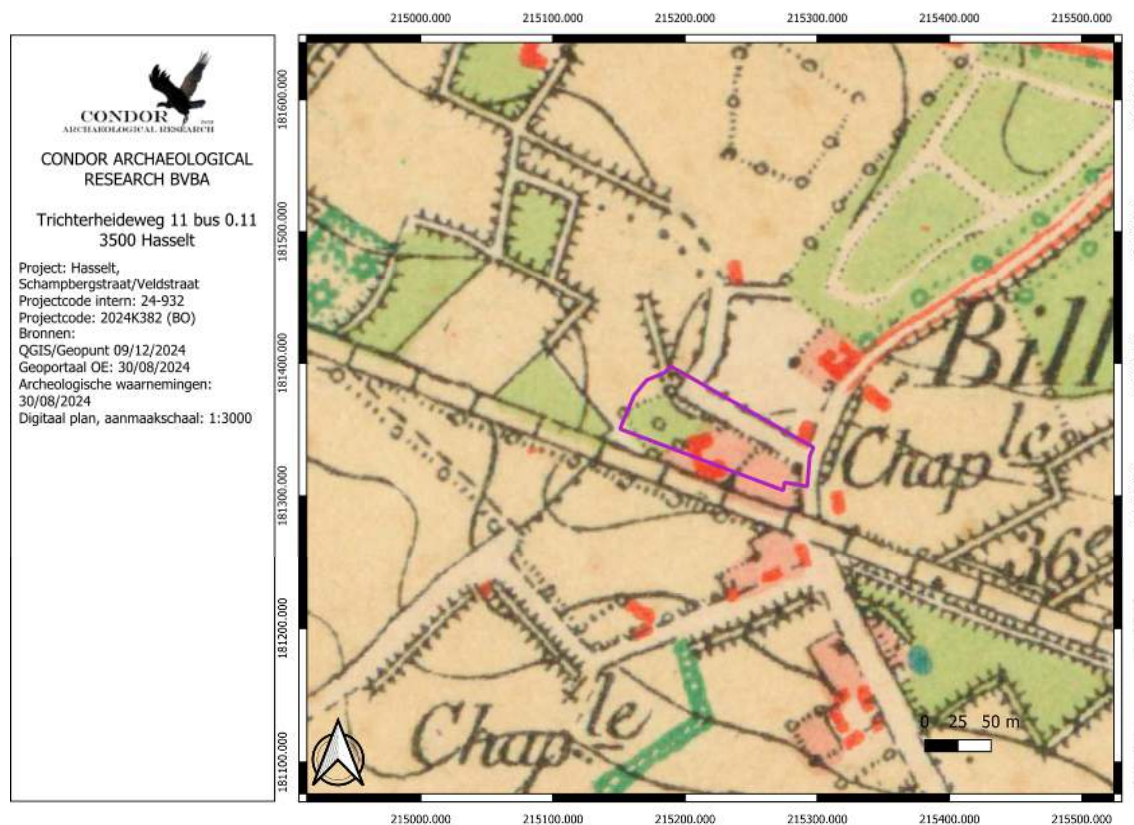 215000.000 215100.000 215200.000 215300.000 215400.000 215500.000
CONDOR
ARCHAEOLOGICAL RESEARCH
CONDOR ARCHAEOLOGICAL
RESEARCH BVBA
Trichterheideweg 11 bus 0.11
3500 Hasselt
Project: Hasselt,
Schampbergstraat/Veldstraat
Projectcode intern: 24-932
Projectcode: 2024K382 (BO)
Bronnen:
QGIS/Geopunt 09/12/2024
Geoportaal OE: 30/08/2024
Archeologische waarnemingen:
30/08/2024
Digitaal plan, aanmaakschaal: 1:3000
181600.000
181500.000
181400.000
181300.000
181200.000
181100.000
Bill
Chap le
36e
Chap le
0 25 50 m
215000.000 215100.000 215200.000 215300.000 215400.000 215500.000